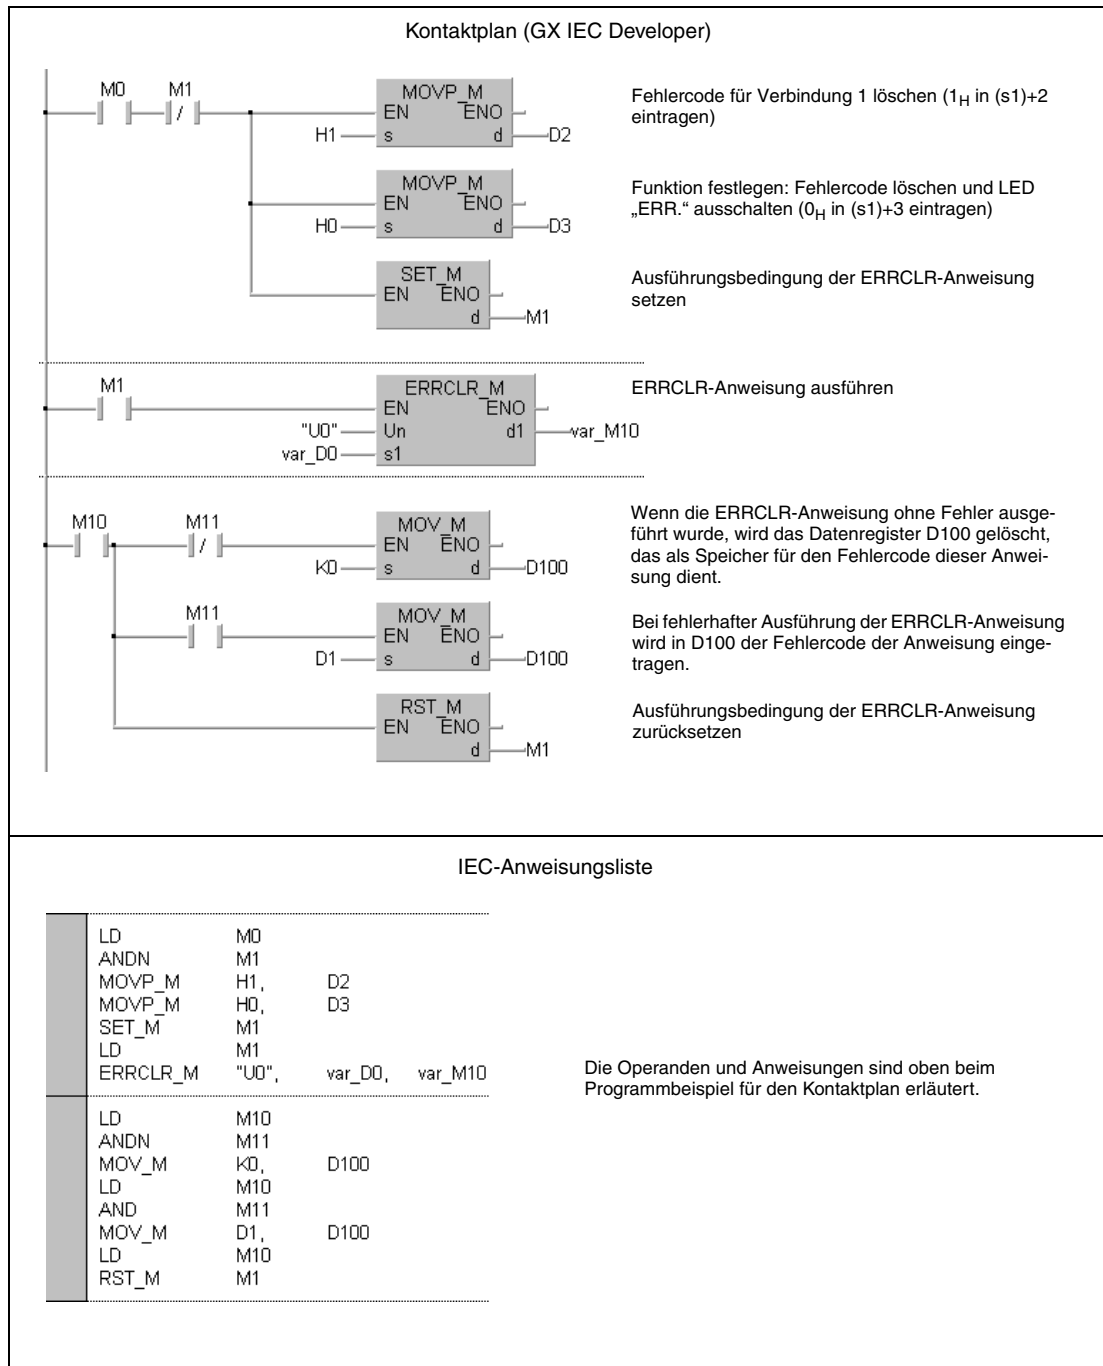 Kontaktplan (GX IEC Developer)
M0 M1 MOVP_M
EN ENO
H1 s d D2
Fehlercode für Verbindung 1 löschen (1H in (s1)+2
eintragen)
MOVP_M
EN ENO
H0 s d D3
Funktion festlegen: Fehlercode löschen und LED
„ERR.“ ausschalten (0H in (s1)+3 eintragen)
SET_M
EN ENO
d M1
Ausführungsbedingung der ERRCLR-Anweisung
setzen
M1 ERRCLR_M
EN ENO
"U0" Un d1 var_M10
var_D0 s1
ERRCLR-Anweisung ausführen
M10 M11 MOV_M
EN ENO
K0 s d D100
Wenn die ERRCLR-Anweisung ohne Fehler ausge-
führt wurde, wird das Datenregister D100 gelöscht,
das als Speicher für den Fehlercode dieser Anwei-
sung dient.
M11 MOV_M
EN ENO
D1 s d D100
Bei fehlerhafter Ausführung der ERRCLR-Anweisung
wird in D100 der Fehlercode der Anweisung einge-
tragen.
RST_M
EN ENO
d M1
Ausführungsbedingung der ERRCLR-Anweisung
zurücksetzen
IEC-Anweisungsliste
LD M0
ANDN M1
MOVP_M H1, D2
MOVP_M H0, D3
SET_M M1
LD M1
ERRCLR_M "U0", var_D0, var_M10
LD M10
ANDN M11
MOV_M K0, D100
LD M10
AND M11
MOV_M D1, D100
LD M10
RST_M M1
Die Operanden und Anweisungen sind oben beim
Programmbeispiel für den Kontaktplan erläutert.